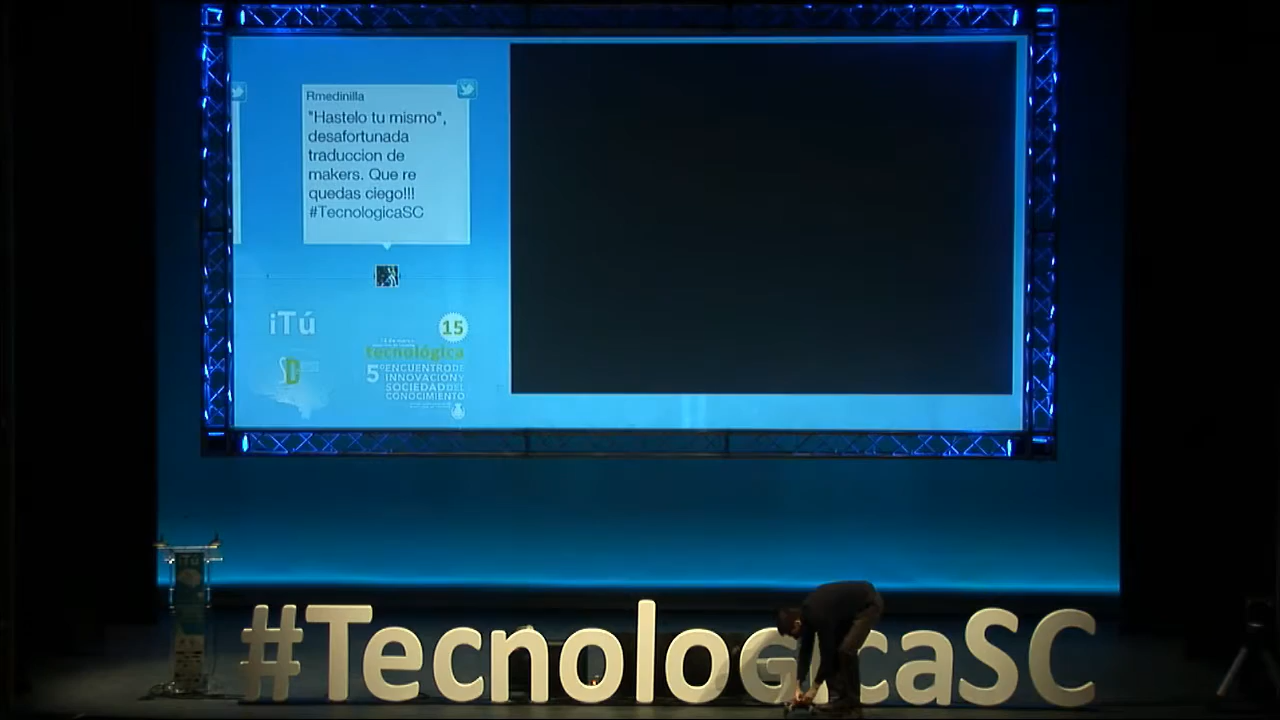 Rmedinilla
"Hastelo tu mismo",
desafortunada
traduccion de
makers. Que re
quedas ciego!!!
#TecnologicaSC
iTú
15
tecnológica
5º ENCUENTRO DE
INNOVACIÓN Y
SOCIEDAD DEL
CONOCIMIENTO
#TecnologicaSC